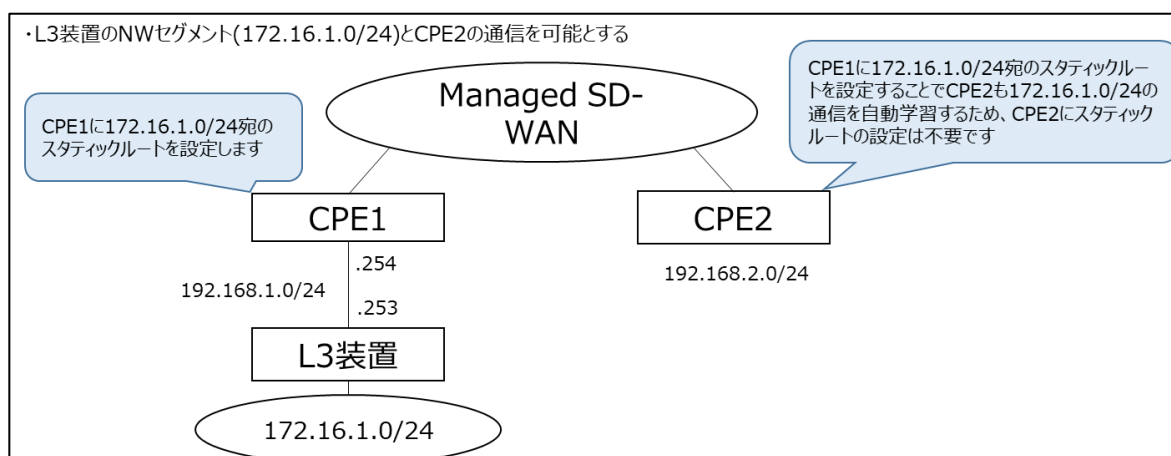 ・L3装置のNWセグメント(172.16.1.0/24)とCPE2の通信を可能とする
Managed SD-
WAN
CPE1に172.16.1.0/24宛の
スタティックルートを設定します
CPE1に172.16.1.0/24宛のスタティックルー
トを設定することでCPE2も172.16.1.0/24の
通信を自動学習するため、CPE2にスタティック
ルートの設定は不要です
CPE1
CPE2
.254
192.168.1.0/24
.253
192.168.2.0/24
L3装置
172.16.1.0/24